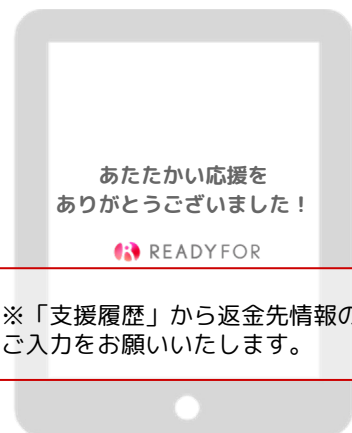 あたたかい応援を
ありがとうございました！
READYFOR
※「支援履歴」から返金先情報の
ご入力をお願いいたします。